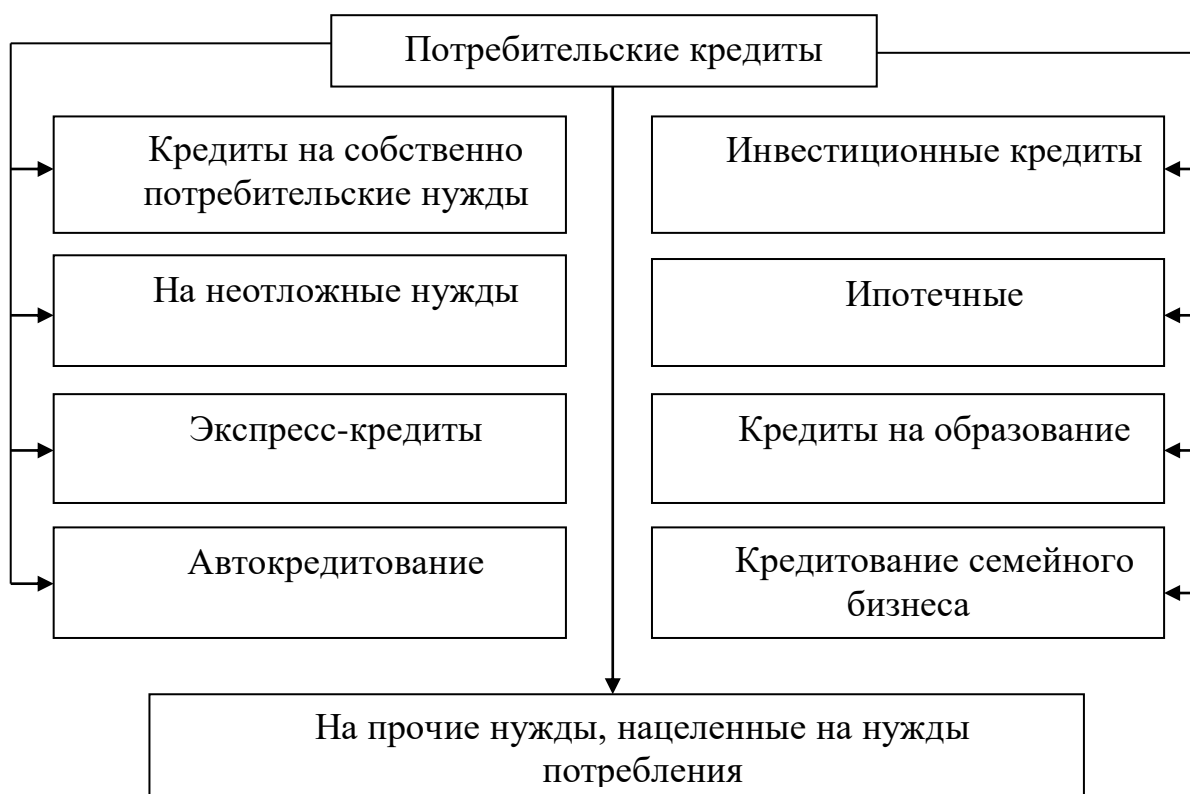 Потребительские кредиты
Кредиты на собственно
потребительские нужды
На неотложные нужды
Экспресс-кредиты
Автокредитование
Инвестиционные кредиты
Ипотечные
Кредиты на образование
Кредитование семейного
бизнеса
На прочие нужды, нацеленные на нужды
потребления